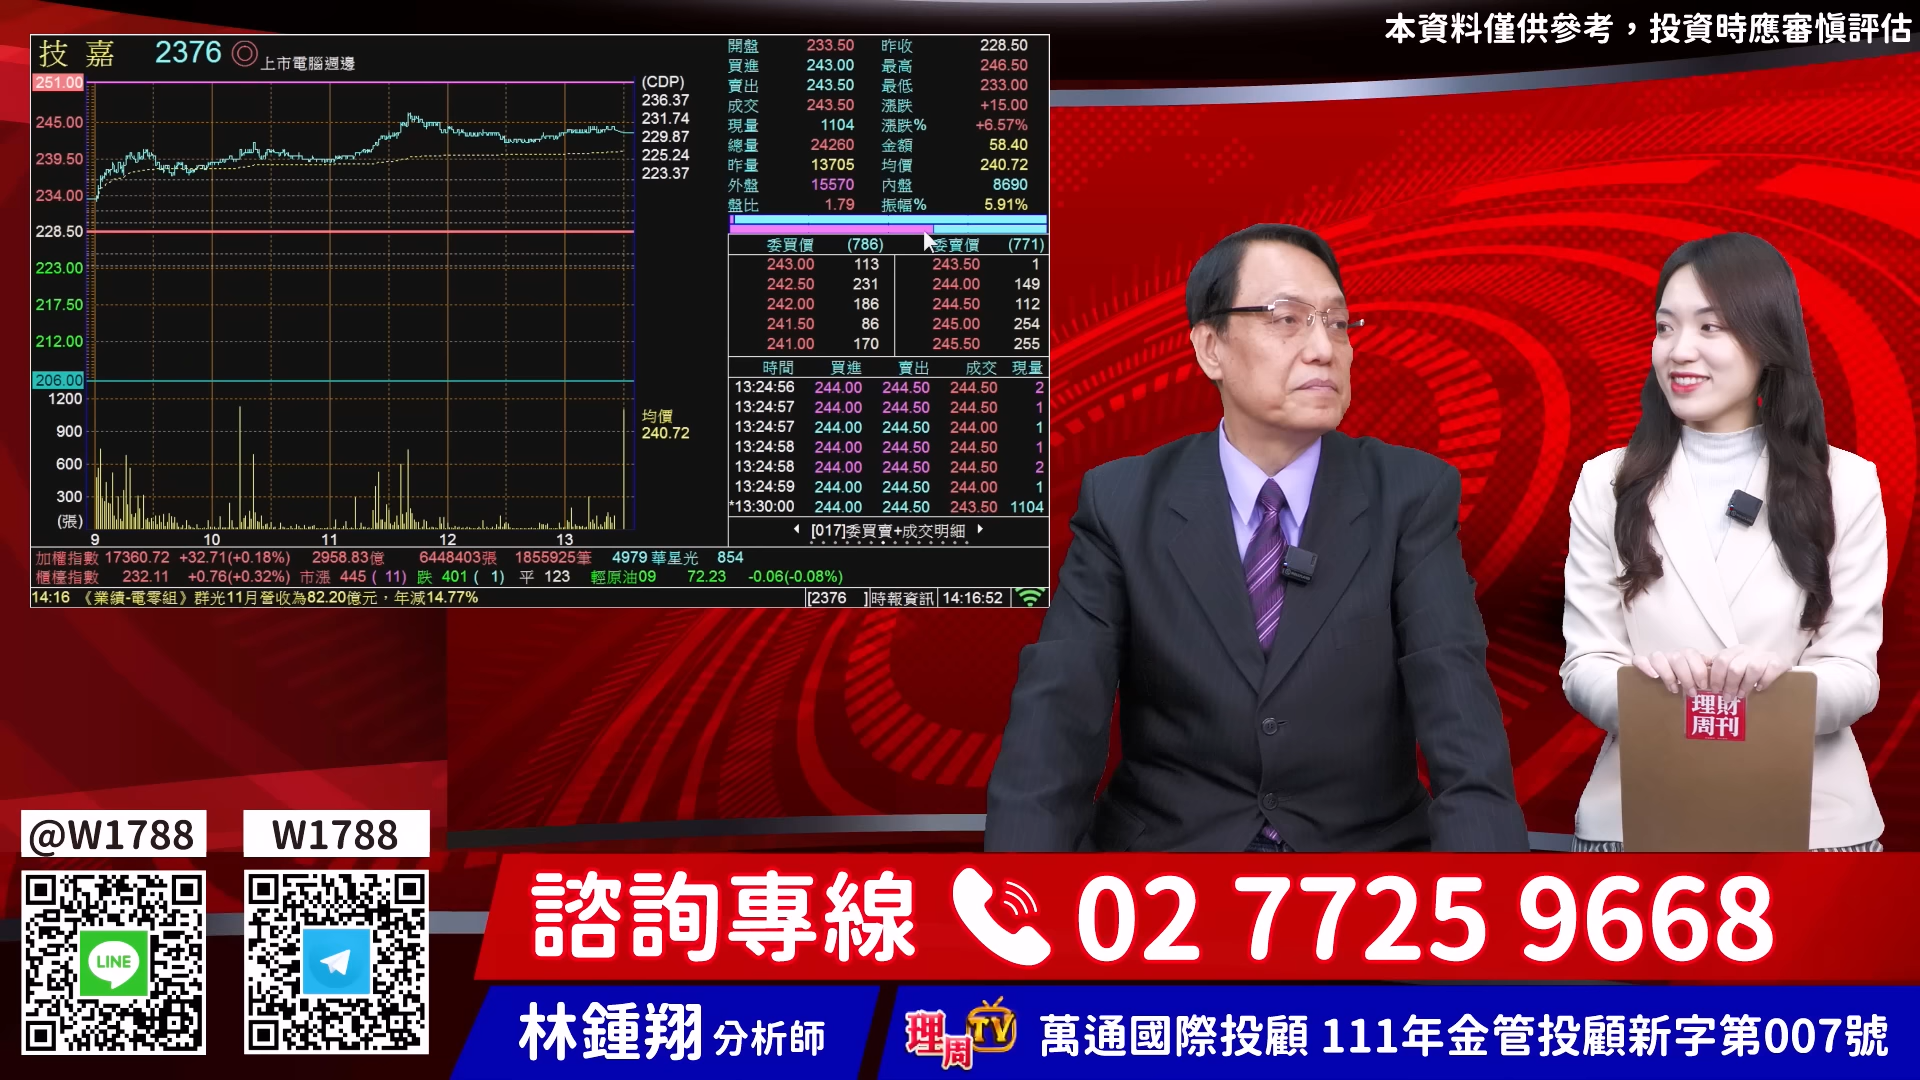 本資料僅供參考，投資時應審慎評估
技嘉 2376 ◎ 上市電腦週邊
251.00
245.00
239.50
234.00
228.50
223.00
217.50
212.00
206.00
1200
900
600
300
(張)
9 10 11 12 13
(CDP)
236.37
231.74
229.87
225.24
223.37
均價
240.72
開盤 233.50 昨收 228.50
買進 243.00 最高 246.50
賣出 243.50 最低 233.00
成交 243.50 漲跌 +15.00
現量 1104 漲跌% +6.57%
總量 24260 金額 58.40
昨量 13705 均價 240.72
外盤 15570 內盤 8690
盤比 1.79 振幅% 5.91%
委買價 (786) 委賣價 (771)
243.00 113 243.50 1
242.50 231 244.00 149
242.00 186 244.50 112
241.50 86 245.00 254
241.00 170 245.50 255
時間 買進 賣出 成交 現量
13:24:56 244.00 244.50 244.50 2
13:24:57 244.00 244.50 244.50 1
13:24:57 244.00 244.50 244.00 1
13:24:58 244.00 244.50 244.50 1
13:24:58 244.00 244.50 244.50 2
13:24:59 244.00 244.50 244.00 1
*13:30:00 244.00 244.50 243.50 1104
[017]委買賣+成交明細
加權指數 17360.72 +32.71(+0.18%) 2958.83億 6448403張 1855925筆 4979 華星光 854
櫃檯指數 232.11 +0.76(+0.32%) 市漲 445 ( 11) 跌 401 ( 1) 平 123 輕原油09 72.23 -0.06(-0.08%)
14:16 《業績-電零組》群光11月營收為82.20億元，年減14.77% [2376 ]時報資訊 14:16:52
理財
周刊
@W1788
W1788
LINE
諮詢專線 02 7725 9668
林鍾翔 分析師
理周TV 萬通國際投顧 111年金管投顧新字第007號